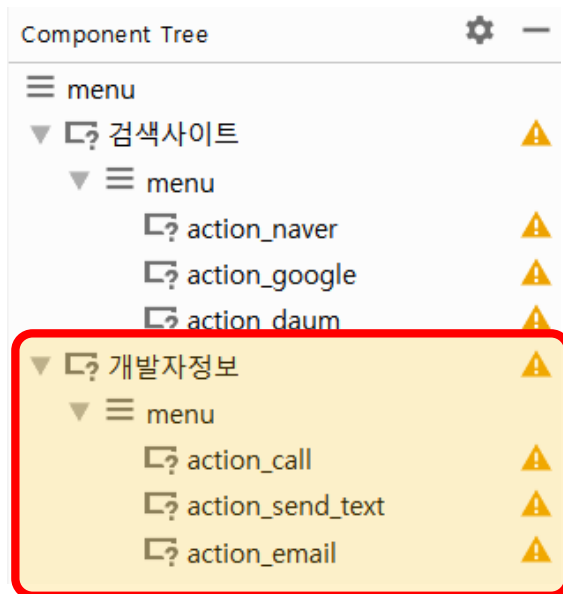 Component Tree
menu
검색사이트
menu
action_naver
action_google
action_daum
개발자정보
menu
action_call
action_send_text
action_email